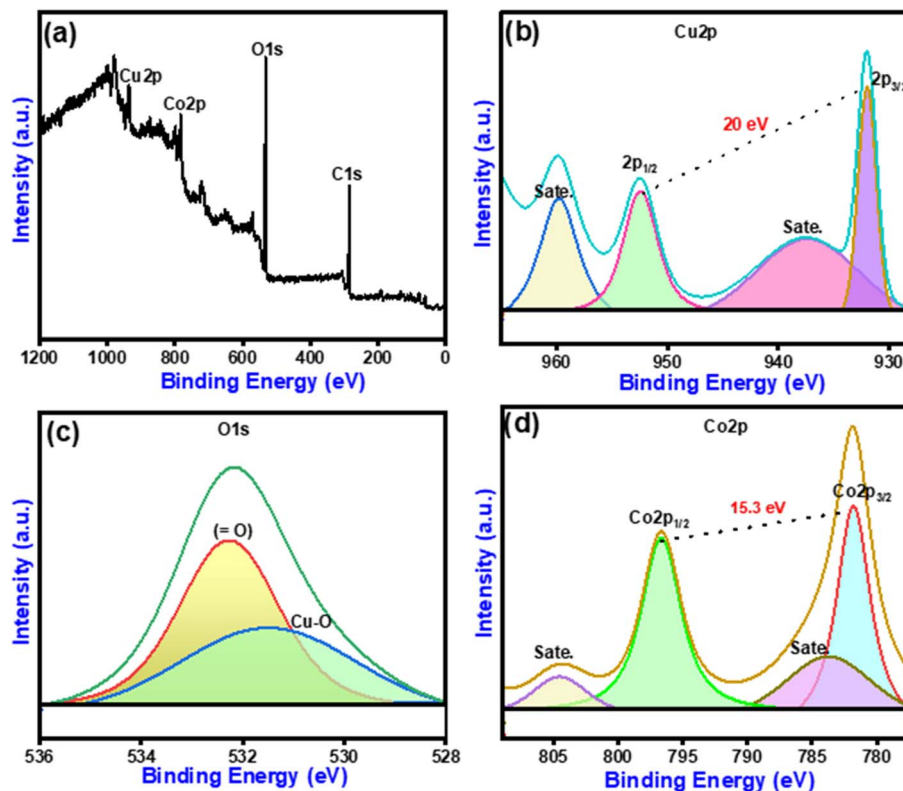 (a)
O1s
Cu2p
Co2p
C1s
Intensity (a.u.)
1200 1000 800 600 400 200 0
Binding Energy (eV)
(b)
Cu2p
2p3/2
20 eV
2p1/2
Sate.
Sate.
Intensity (a.u.)
960 950 940 930
Binding Energy (eV)
(c)
O1s
(= O)
Cu-O
Intensity (a.u.)
536 534 532 530 528
Binding Energy (eV)
(d)
Co2p
Co2p3/2
15.3 eV
Co2p1/2
Sate.
Sate.
Intensity (a.u.)
805 800 795 790 785 780
Binding Energy (eV)